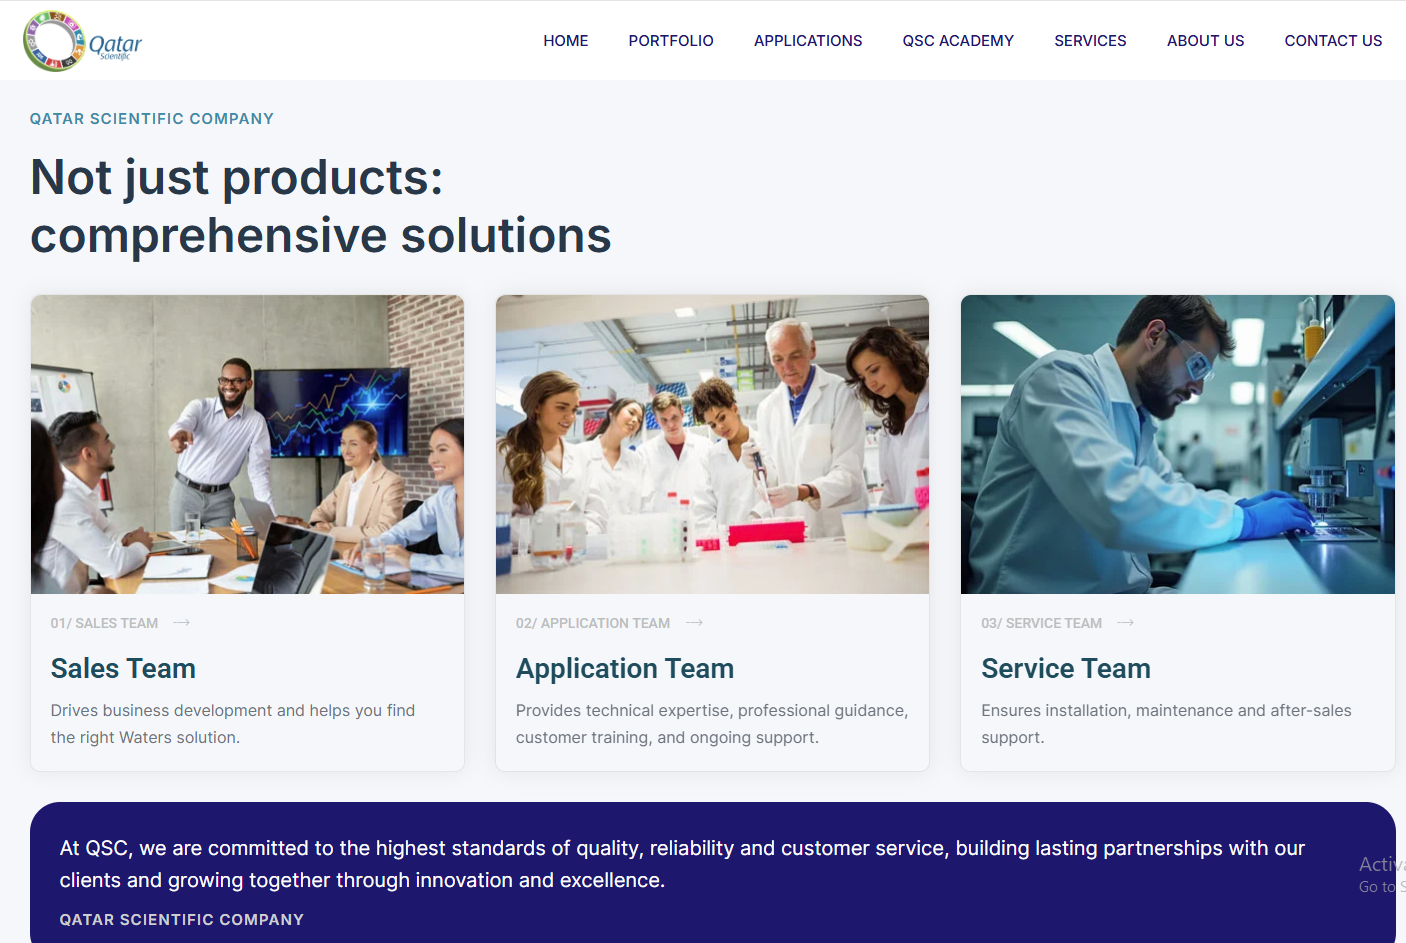 Qatar
Scientific
HOME PORTFOLIO APPLICATIONS QSC ACADEMY SERVICES ABOUT US CONTACT US
QATAR SCIENTIFIC COMPANY
Not just products:
comprehensive solutions
01/ SALES TEAM
Sales Team
Drives business development and helps you find
the right Waters solution.
02/ APPLICATION TEAM
Application Team
Provides technical expertise, professional guidance,
customer training, and ongoing support.
03/ SERVICE TEAM
Service Team
Ensures installation, maintenance and after-sales
support.
At QSC, we are committed to the highest standards of quality, reliability and customer service, building lasting partnerships with our
clients and growing together through innovation and excellence.
QATAR SCIENTIFIC COMPANY
Go to